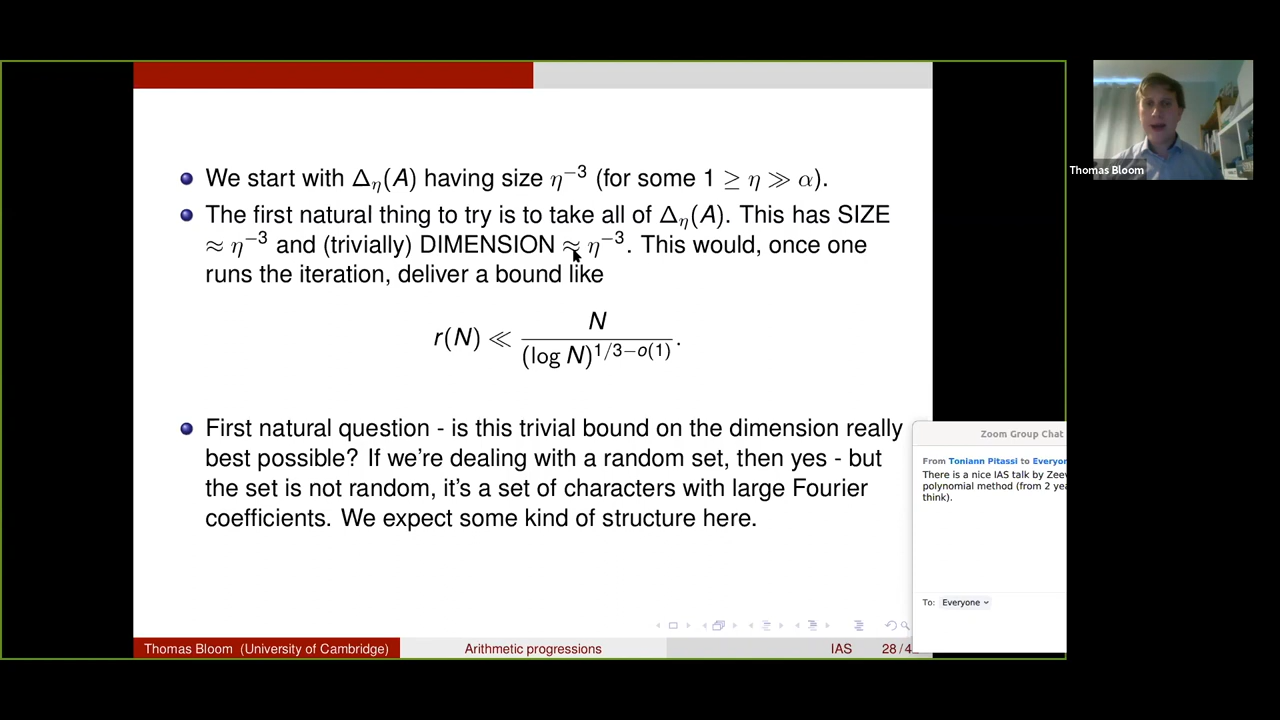 We start with Δη(A) having size η⁻³ (for some 1 ≥ η ≫ α).
The first natural thing to try is to take all of Δη(A). This has SIZE
≈ η⁻³ and (trivially) DIMENSION ≈ η⁻³. This would, once one
runs the iteration, deliver a bound like
r(N) ≪ N / (log N)^{1/3−o(1)}.
First natural question - is this trivial bound on the dimension really
best possible? If we're dealing with a random set, then yes - but
the set is not random, it's a set of characters with large Fourier
coefficients. We expect some kind of structure here.
Thomas Bloom (University of Cambridge)
Arithmetic progressions
IAS
28 / 4
Thomas Bloom
Zoom Group Chat
From Toniann Pitassi to
There is a nice IAS talk by
polynomial method (from 2
think).
To: Everyone